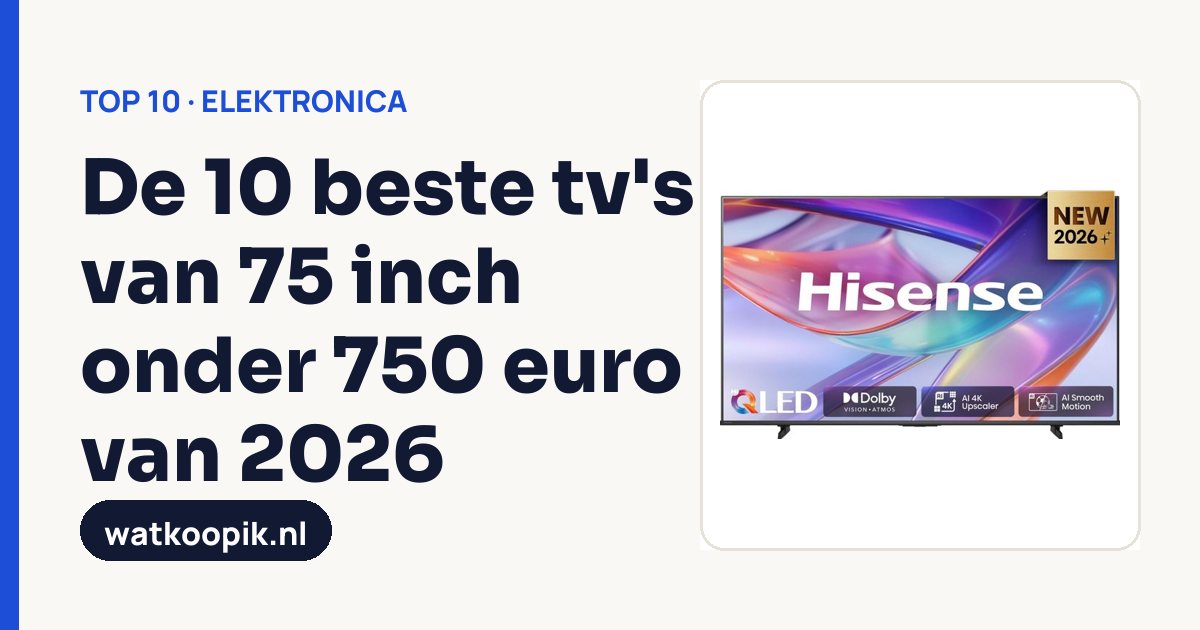 TOP 10 · ELEKTRONICA
De 10 beste tv's
van 75 inch
onder 750 euro
van 2026
watkoopik.nl
NEW
2026
Hisense
QLED
Dolby
VISION·ATMOS
AI 4K
Upscaler
AI Smooth
Motion